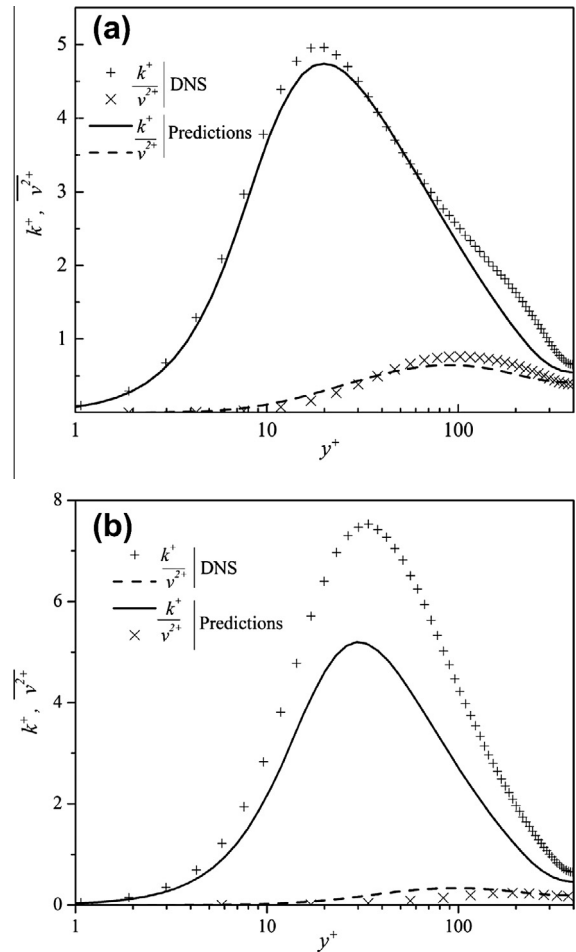 (a)
k⁺, v²⁺
5
4
3
2
1
+ k⁺
× v²⁺
DNS
k⁺
v²⁺
Predictions
1 10 100
y⁺
(b)
k⁺, v²⁺
8
6
4
2
0
+ k⁺
v²⁺
DNS
k⁺
× v²⁺
Predictions
1 10 100
y⁺